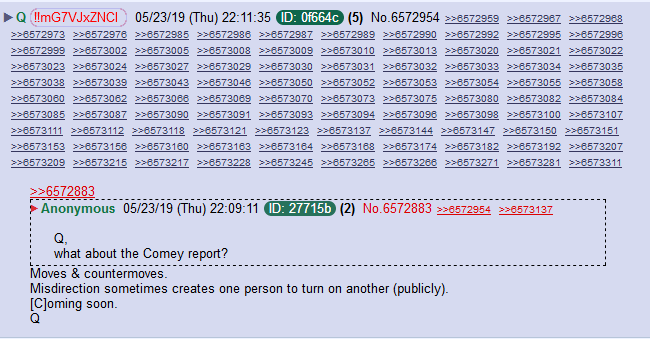 ▶ Q !!mG7VJxZNCI 05/23/19 (Thu) 22:11:35 ID: 0f664c (5) No.6572954 >>6572959 >>6572967 >>6572968
>>6572973 >>6572976 >>6572985 >>6572986 >>6572987 >>6572989 >>6572990 >>6572992 >>6572995 >>6572996
>>6572999 >>6573002 >>6573005 >>6573008 >>6573009 >>6573010 >>6573013 >>6573020 >>6573021 >>6573022
>>6573023 >>6573024 >>6573027 >>6573029 >>6573030 >>6573031 >>6573032 >>6573033 >>6573034 >>6573035
>>6573038 >>6573039 >>6573043 >>6573046 >>6573050 >>6573052 >>6573053 >>6573054 >>6573055 >>6573058
>>6573062 >>6573066 >>6573069 >>6573070 >>6573073 >>6573075 >>6573080 >>6573082 >>6573084
>>6573085 >>6573087 >>6573090 >>6573091 >>6573093 >>6573094 >>6573096 >>6573098 >>6573100 >>6573107
>>6573111 >>6573112 >>6573118 >>6573121 >>6573123 >>6573137 >>6573144 >>6573147 >>6573150 >>6573151
>>6573153 >>6573156 >>6573160 >>6573163 >>6573164 >>6573168 >>6573174 >>6573182 >>6573192 >>6573207
>>6573209 >>6573215 >>6573217 >>6573228 >>6573245 >>6573265 >>6573266 >>6573271 >>6573281 >>6573311
>>6572883
▶ Anonymous 05/23/19 (Thu) 22:09:11 ID: 27715b (2) No.6572883 >>6572954 >>6573137
Q,
what about the Comey report?
Moves & countermoves.
Misdirection sometimes creates one person to turn on another (publicly).
[C]oming soon.
Q